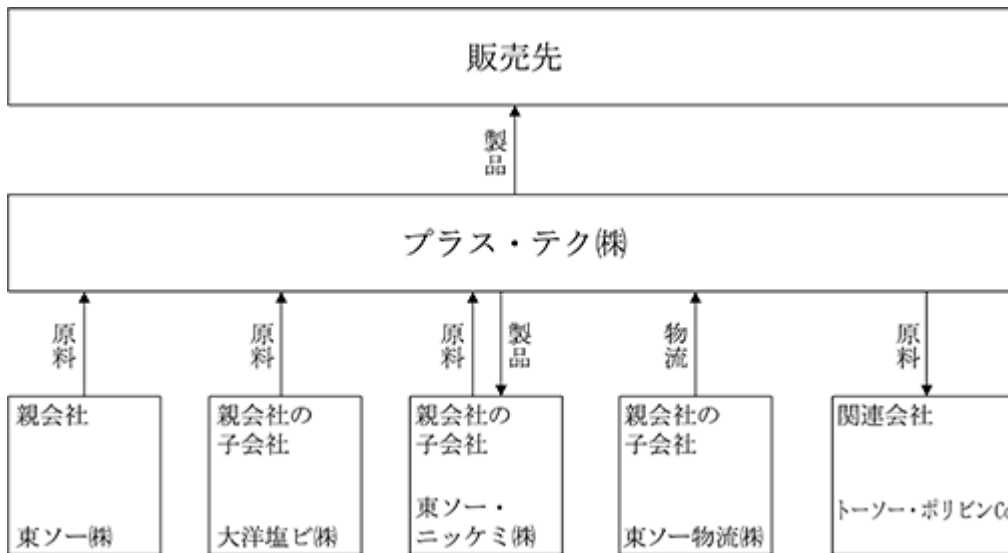 販売先
製品
プラス・テク㈱
原料
原料
原料
製品
物流
原料
親会社
東ソー㈱
親会社の
子会社
大洋塩ビ㈱
親会社の
子会社
東ソー・
ニッケミ㈱
親会社の
子会社
東ソー物流㈱
関連会社
トーソー・ポリビンCo